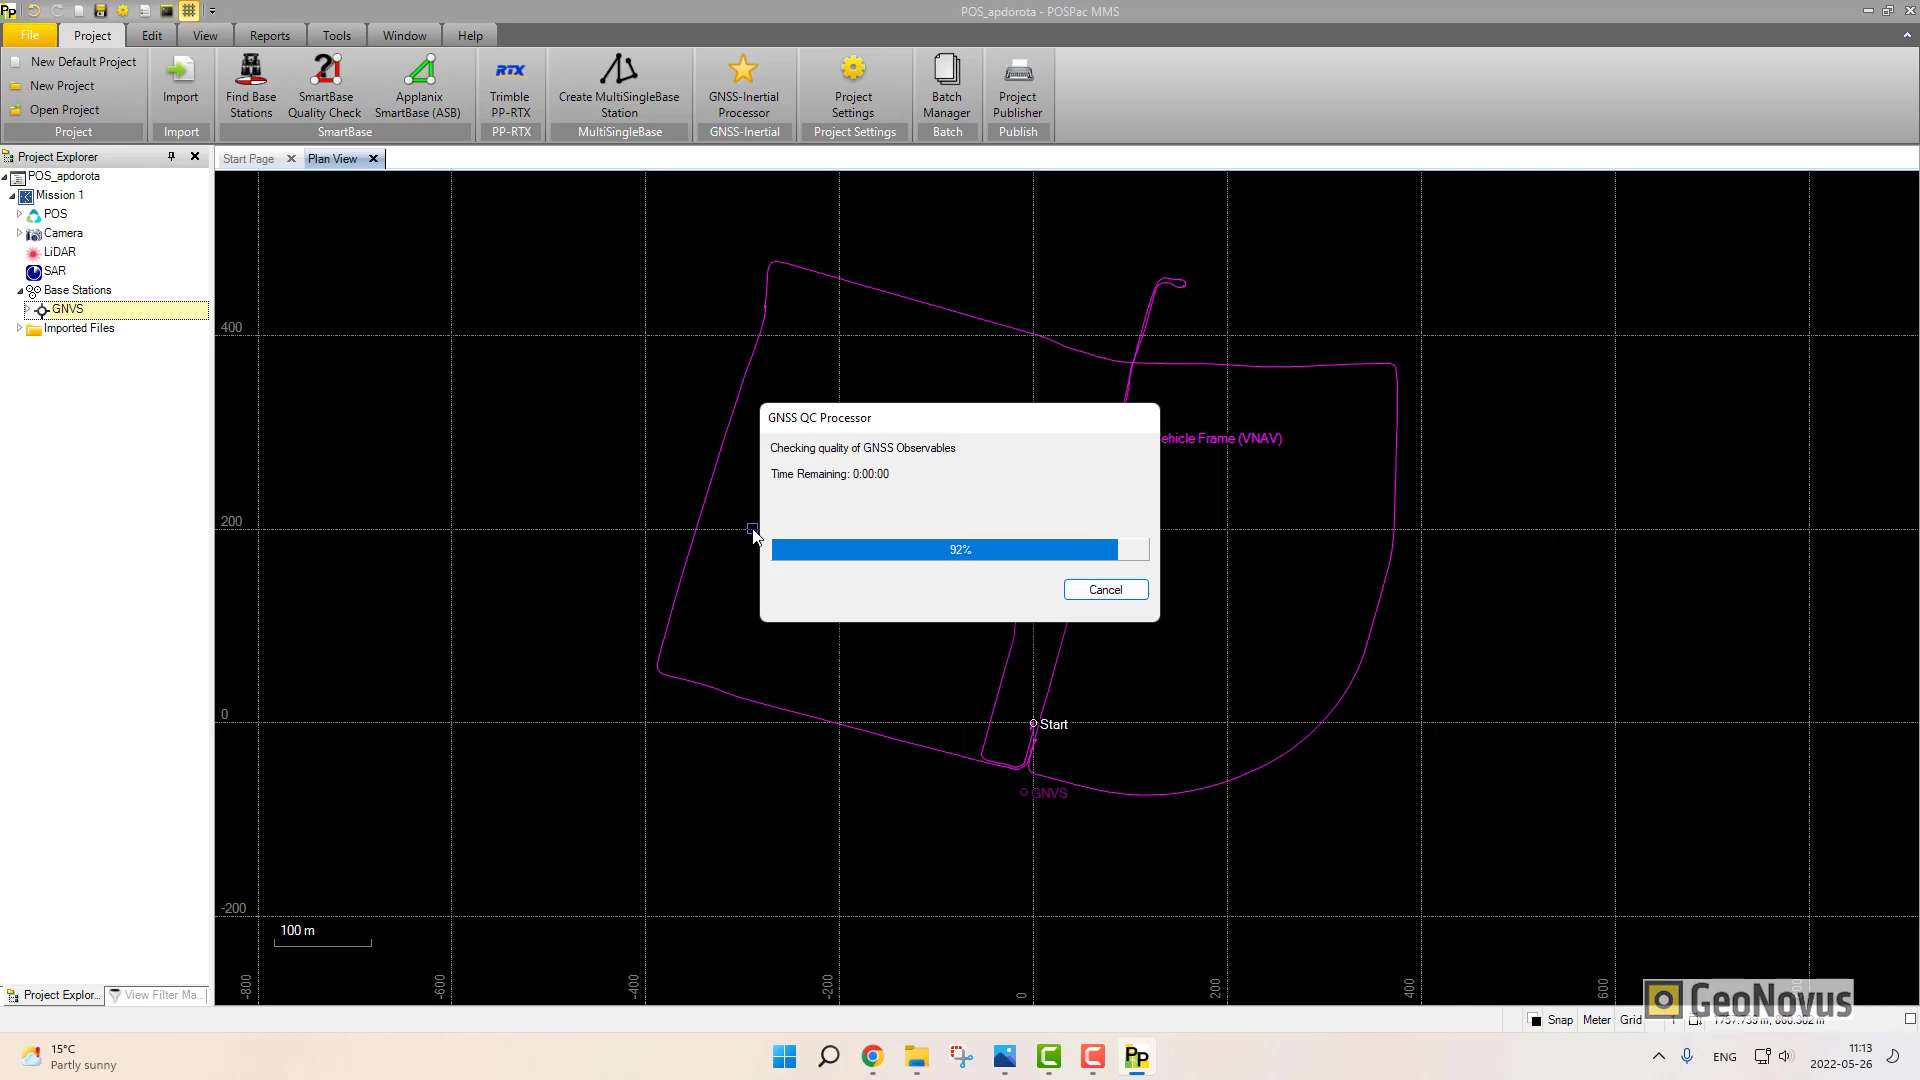 POS_apdorota - POSPac MMS
File Project Edit View Reports Tools Window Help
New Default Project
New Project
Open Project
Project
Import
Import
Find Base
Stations
SmartBase
Quality Check
Applanix
SmartBase (ASB)
SmartBase
RTX
Trimble
PP-RTX
PP-RTX
Create MultiSingleBase
Station
MultiSingleBase
GNSS-Inertial
Processor
GNSS-Inertial
Project
Settings
Project Settings
Batch
Manager
Batch
Project
Publisher
Publish
Project Explorer
POS_apdorota
Mission 1
POS
Camera
LiDAR
SAR
Base Stations
GNVS
Imported Files
Start Page
Plan View
400
200
0
-200
100 m
-800
-600
-400
-200
0
200
400
600
ehicle Frame (VNAV)
Start
GNVS
GNSS QC Processor
Checking quality of GNSS Observables
Time Remaining: 0:00:00
92%
Cancel
GeoNovus
Project Explor...
View Filter Ma...
Snap Meter Grid
15°C
Partly sunny
Pp
ENG
11:13
2022-05-26